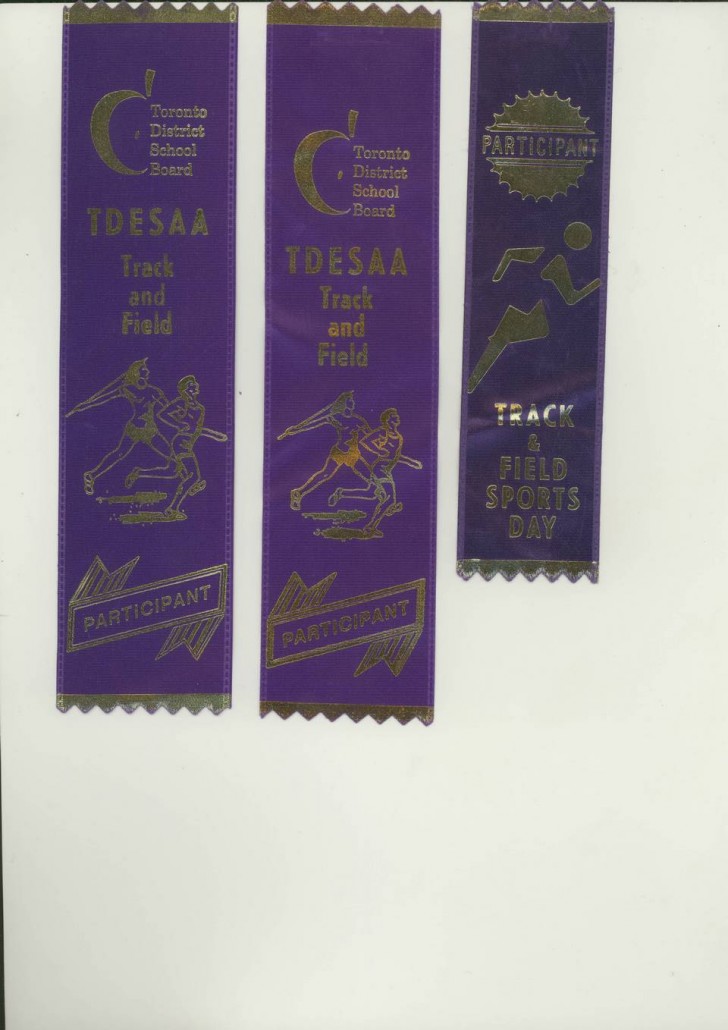 Toronto
District
School
Board
TDESAA
Track
and
Field
PARTICIPANT
Toronto
District
School
Board
TDESAA
Track
and
Field
PARTICIPANT
PARTICIPANT
TRACK
&
FIELD
SPORTS
DAY